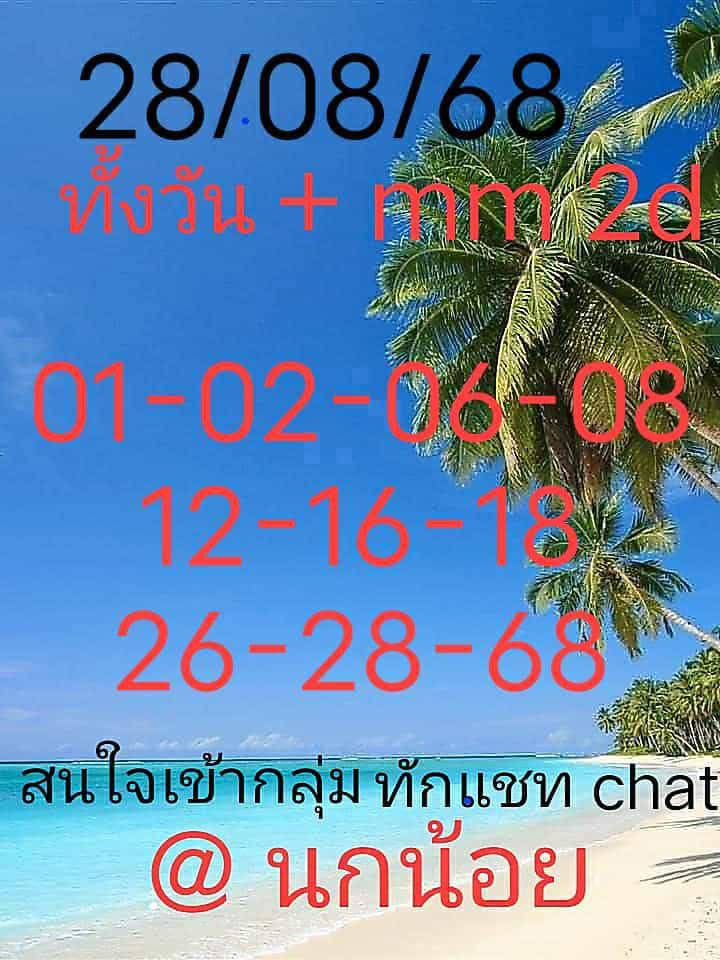 28/08/68
ทั้งวัน + mm 2d
01-02-06-08
12-16-18
26-28-68
สนใจเข้ากลุ่ม ทักแชท chat
@ นกน้อย